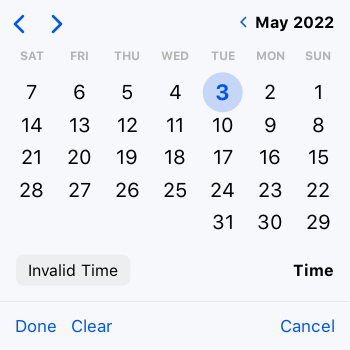 May 2022
SAT FRI THU WED TUE MON SUN
7 6 5 4 3 2 1
14 13 12 11 10 9 8
21 20 19 18 17 16 15
28 27 26 25 24 23 22
31 30 29
Invalid Time Time
Done Clear Cancel